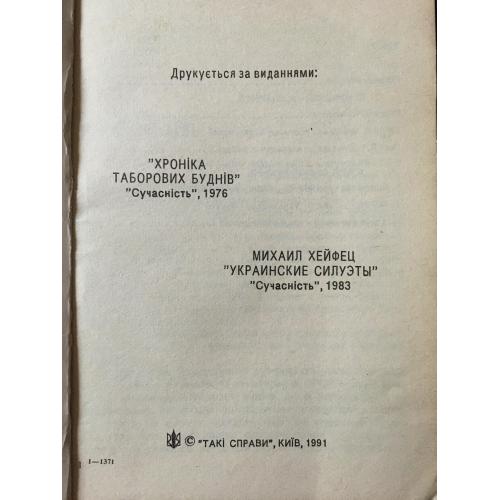 Друкується за виданнями:
"ХРОНІКА
ТАБОРОВИХ БУДНІВ"
"Сучасність", 1976
МИХАИЛ ХЕЙФЕЦ
"УКРАИНСКИЕ СИЛУЭТЫ"
"Сучасність", 1983
© "ТАКІ СПРАВИ", КИЇВ, 1991
1—1371